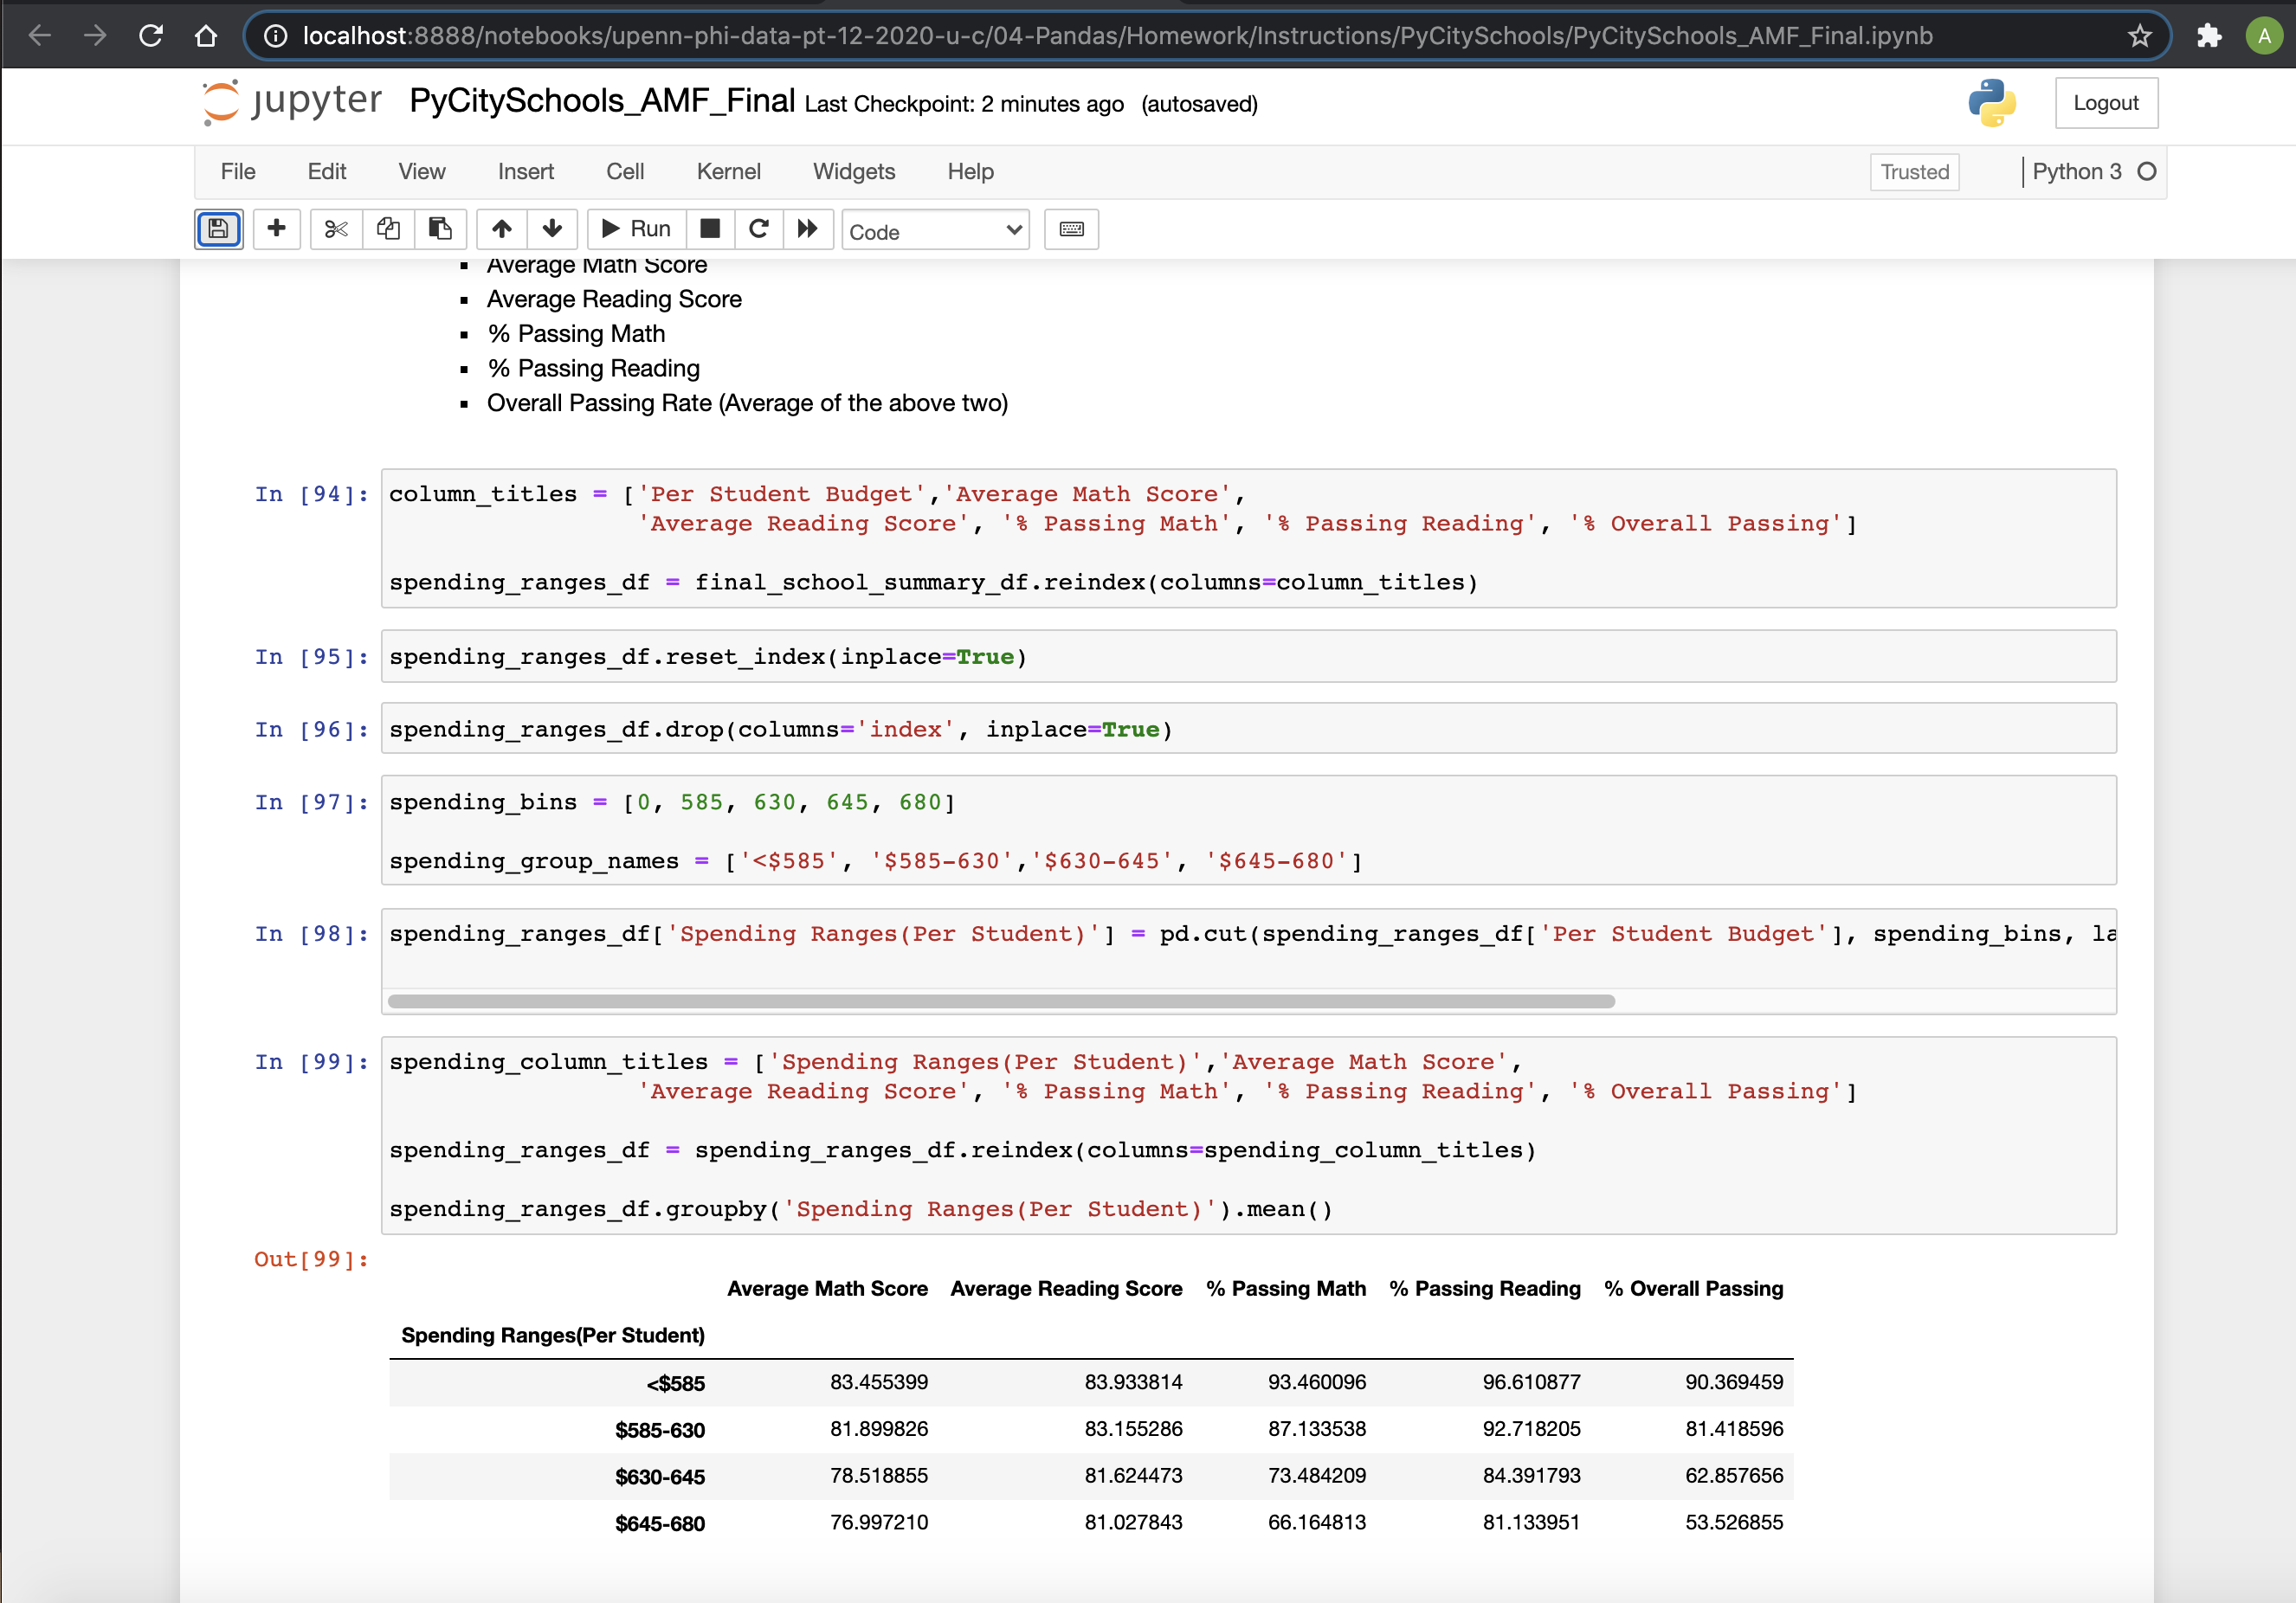 localhost:8888/notebooks/upenn-phi-data-pt-12-2020-u-c/04-Pandas/Homework/Instructions/PyCitySchools/PyCitySchools_AMF_Final.ipynb
A
jupyter PyCitySchools_AMF_Final Last Checkpoint: 2 minutes ago (autosaved)
Logout
File Edit View Insert Cell Kernel Widgets Help
Trusted
Python 3
Run
Code
Average Math Score
Average Reading Score
% Passing Math
% Passing Reading
Overall Passing Rate (Average of the above two)
In [94]: column_titles = ['Per Student Budget','Average Math Score',
'Average Reading Score', '% Passing Math', '% Passing Reading', '% Overall Passing']
spending_ranges_df = final_school_summary_df.reindex(columns=column_titles)
In [95]: spending_ranges_df.reset_index(inplace=True)
In [96]: spending_ranges_df.drop(columns='index', inplace=True)
In [97]: spending_bins = [0, 585, 630, 645, 680]
spending_group_names = ['<$585', '$585-630','$630-645', '$645-680']
In [98]: spending_ranges_df['Spending Ranges(Per Student)'] = pd.cut(spending_ranges_df['Per Student Budget'], spending_bins, la
In [99]: spending_column_titles = ['Spending Ranges(Per Student)','Average Math Score',
'Average Reading Score', '% Passing Math', '% Passing Reading', '% Overall Passing']
spending_ranges_df = spending_ranges_df.reindex(columns=spending_column_titles)
spending_ranges_df.groupby('Spending Ranges(Per Student)').mean()
Out[99]:
Average Math Score Average Reading Score % Passing Math % Passing Reading % Overall Passing
Spending Ranges(Per Student)
<$585 83.455399 83.933814 93.460096 96.610877 90.369459
$585-630 81.899826 83.155286 87.133538 92.718205 81.418596
$630-645 78.518855 81.624473 73.484209 84.391793 62.857656
$645-680 76.997210 81.027843 66.164813 81.133951 53.526855